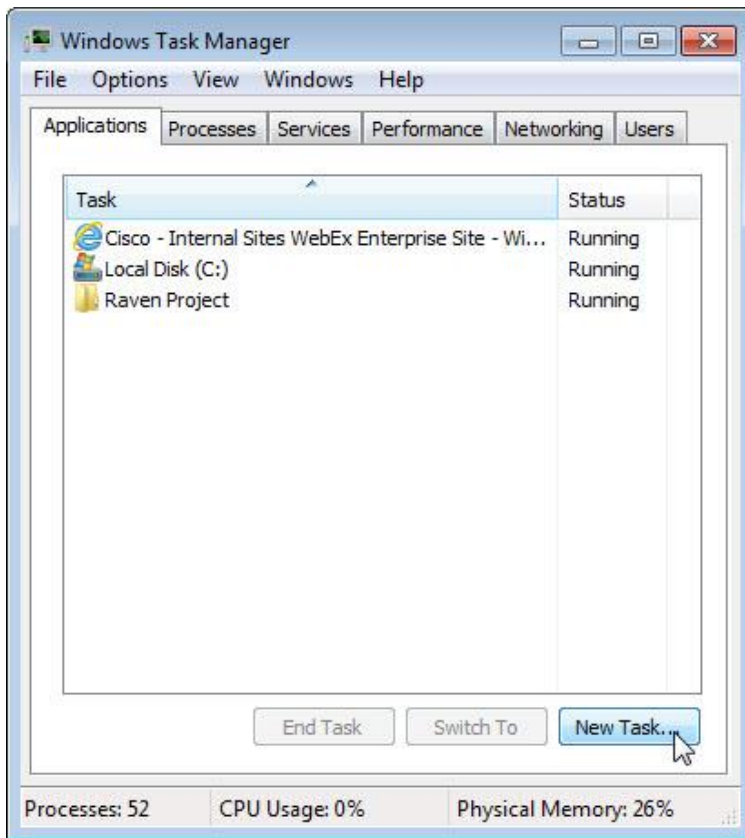 Windows Task Manager
File Options View Windows Help
Applications Processes Services Performance Networking Users
Task Status
Cisco - Internal Sites WebEx Enterprise Site - Wi... Running
Local Disk (C:) Running
Raven Project Running
End Task Switch To New Task...
Processes: 52 CPU Usage: 0% Physical Memory: 26%